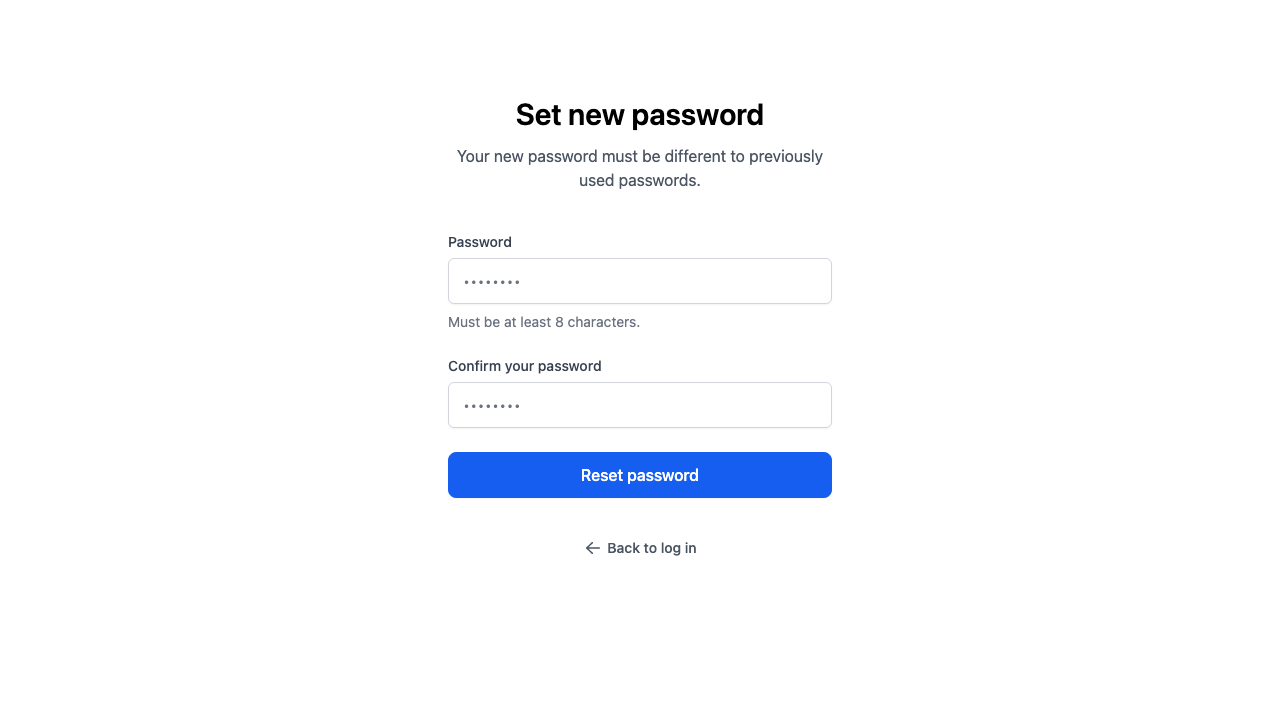 Set new password
Your new password must be different to previously
used passwords.
Password
••••••••
Must be at least 8 characters.
Confirm your password
••••••••
Reset password
Back to log in